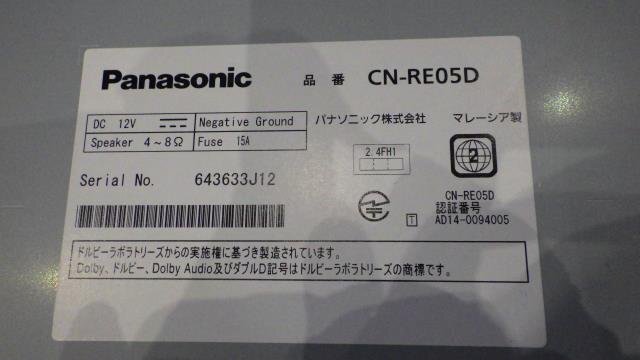 Panasonic 品番 CN-RE05D
DC 12V Negative Ground
Speaker 4~8Ω Fuse 15A
パナソニック株式会社 マレーシア製
2.4FH1
2
Serial No. 643633J12
CN-RE05D
認証番号
AD14-0094005
T
ドルビーラボラトリーズからの実施権に基づき製造されています。
Dolby、ドルビー、Dolby Audio及びダブルD記号はドルビーラボラトリーズの商標です。